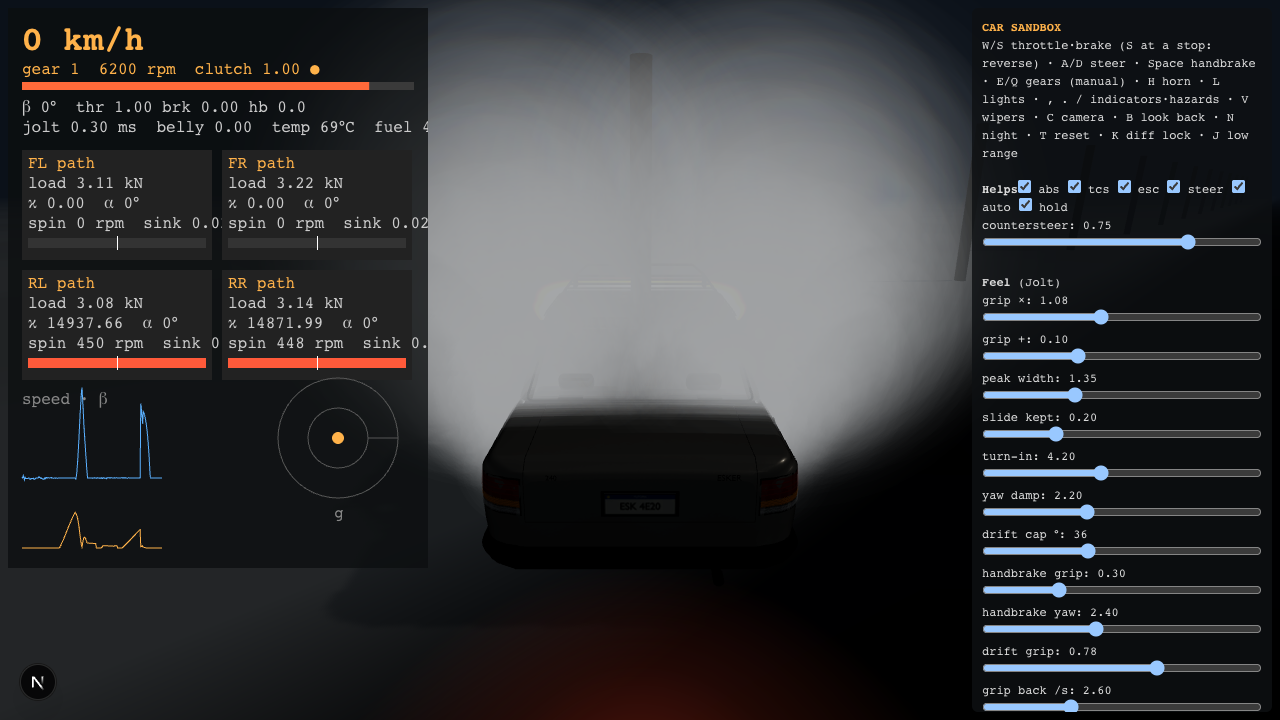 0 km/h
gear 1 6200 rpm clutch 1.00 ●
β 0° thr 1.00 brk 0.00 hb 0.0
jolt 0.30 ms belly 0.00 temp 69°C fuel 4
FL path
load 3.11 kN
ϰ 0.00 α 0°
spin 0 rpm sink 0.0
FR path
load 3.22 kN
ϰ 0.00 α 0°
spin 0 rpm sink 0.02
RL path
load 3.08 kN
ϰ 14937.66 α 0°
spin 450 rpm sink 0
RR path
load 3.14 kN
ϰ 14871.99 α 0°
spin 448 rpm sink 0.
speed · β
g
ESK 4E20
N
CAR SANDBOX
W/S throttle·brake (S at a stop:
reverse) · A/D steer · Space handbrake
· E/Q gears (manual) · H horn · L
lights · , . / indicators·hazards · V
wipers · C camera · B look back · N
night · T reset · K diff lock · J low
range
Helps abs tcs esc steer
auto hold
countersteer: 0.75
Feel (Jolt)
grip ×: 1.08
grip +: 0.10
peak width: 1.35
slide kept: 0.20
turn-in: 4.20
yaw damp: 2.20
drift cap °: 36
handbrake grip: 0.30
handbrake yaw: 2.40
drift grip: 0.78
grip back /s: 2.60